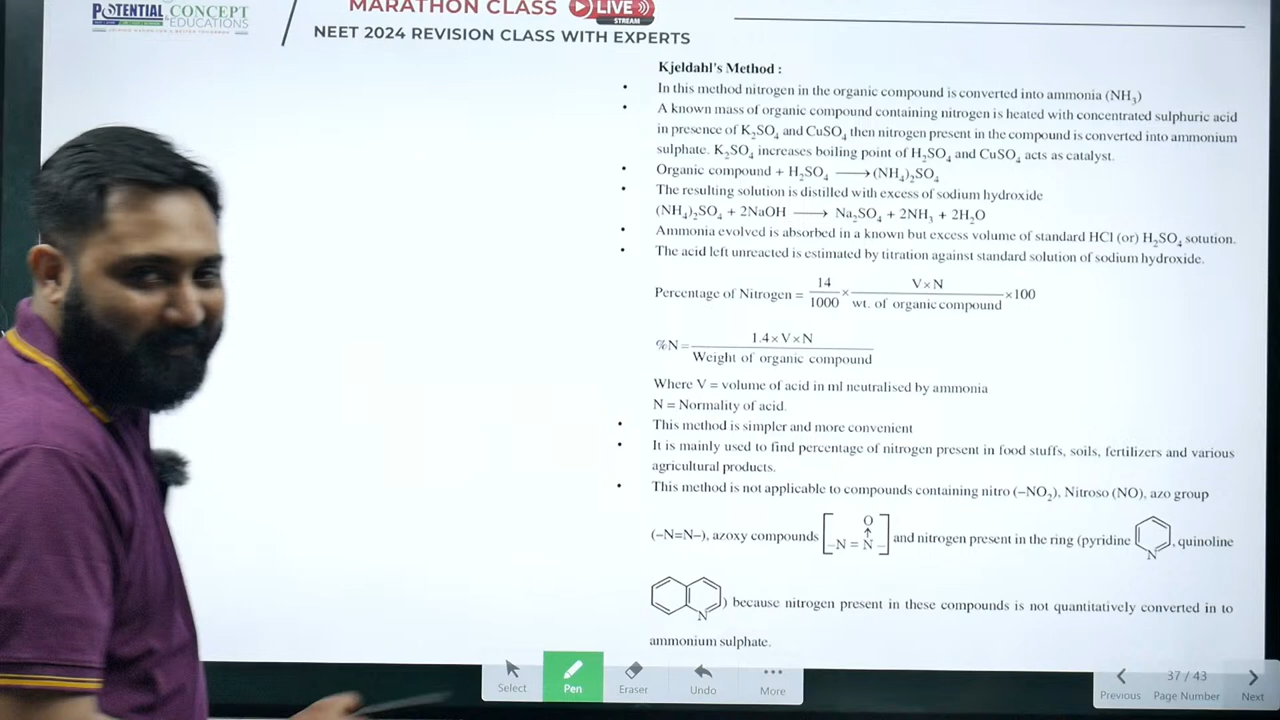 POTENTIAL CONCEPT
EDUCATIONS
MARATHON CLASS LIVE
STREAM
NEET 2024 REVISION CLASS WITH EXPERTS
Kjeldahl's Method :
• In this method nitrogen in the organic compound is converted into ammonia (NH₃)
• A known mass of organic compound containing nitrogen is heated with concentrated sulphuric acid
in presence of K₂SO₄ and CuSO₄ then nitrogen present in the compound is converted into ammonium
sulphate. K₂SO₄ increases boiling point of H₂SO₄ and CuSO₄ acts as catalyst.
• Organic compound + H₂SO₄ ⟶ (NH₄)₂SO₄
• The resulting solution is distilled with excess of sodium hydroxide
(NH₄)₂SO₄ + 2NaOH ⟶ Na₂SO₄ + 2NH₃ + 2H₂O
• Ammonia evolved is absorbed in a known but excess volume of standard HCl (or) H₂SO₄ sotution.
• The acid left unreacted is estimated by titration against standard solution of sodium hydroxide.
Percentage of Nitrogen = 14/1000 × V×N/wt. of organic compound ×100
%N= 1.4×V×N/Weight of organic compound
Where V = volume of acid in ml neutralised by ammonia
N = Normality of acid.
• This method is simpler and more convenient
• It is mainly used to find percentage of nitrogen present in food stuffs, soils, fertilizers and various
agricultural products.
• This method is not applicable to compounds containing nitro (–NO₂), Nitroso (NO), azo group
(–N=N–), azoxy compounds [–N = N(↑O)–] and nitrogen present in the ring (pyridine N, quinoline
N) because nitrogen present in these compounds is not quantitatively converted in to
ammonium sulphate.
Select Pen Eraser Undo More
37 / 43
Previous Page Number Next